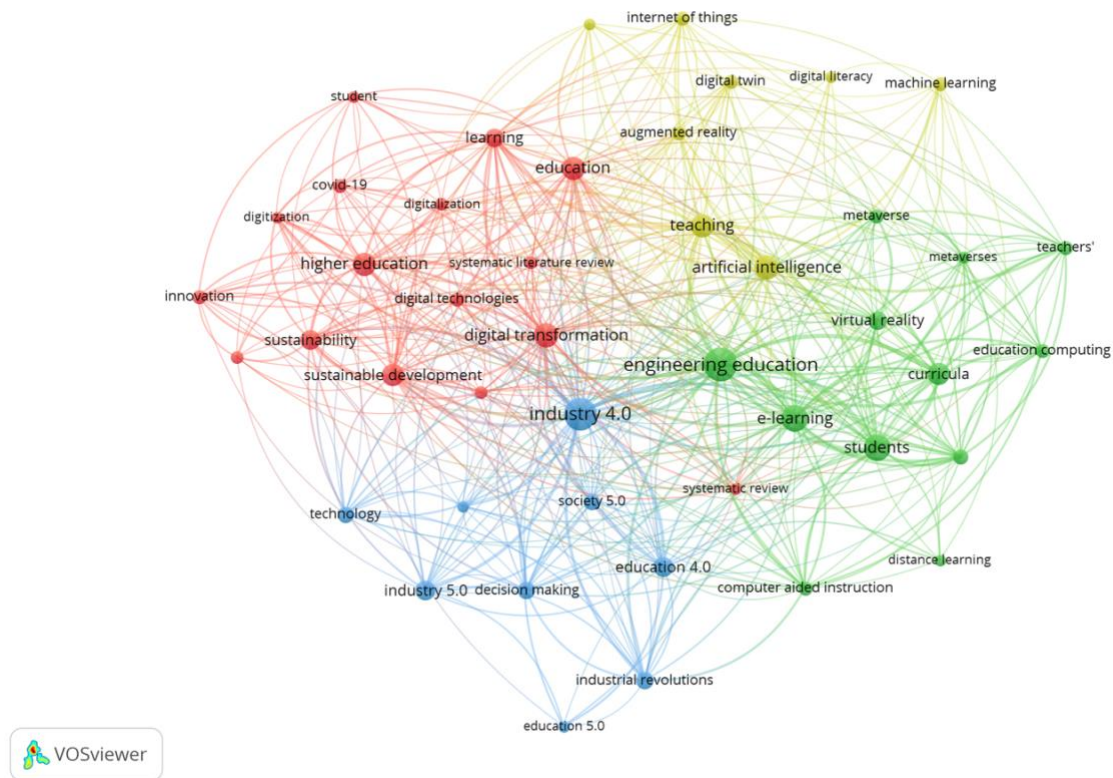 internet of things
digital twin
digital literacy
machine learning
student
learning
augmented reality
education
covid-19
digitalization
digitization
teaching
metaverse
teachers'
higher education
systematic literature review
artificial intelligence
metaverses
innovation
digital technologies
virtual reality
sustainability
digital transformation
education computing
engineering education
sustainable development
curricula
industry 4.0
e-learning
students
systematic review
society 5.0
technology
distance learning
education 4.0
industry 5.0
decision making
computer aided instruction
industrial revolutions
education 5.0
VOSviewer